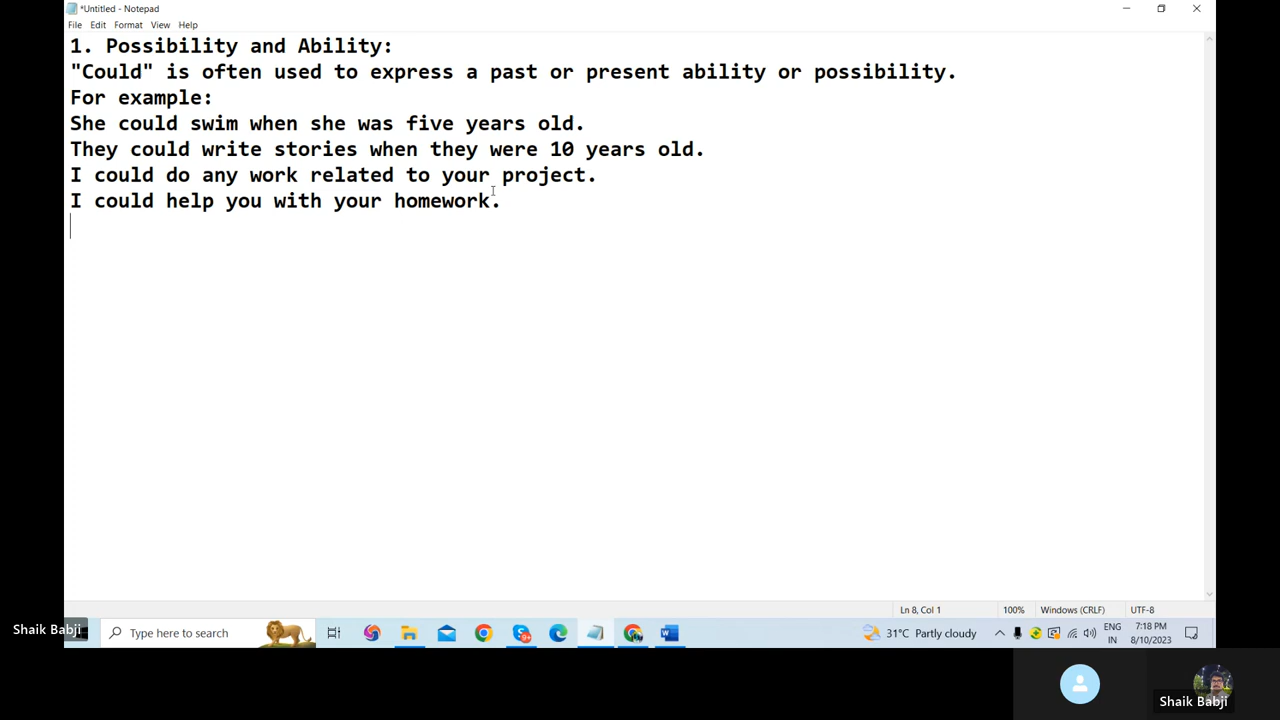 *Untitled - Notepad
File Edit Format View Help
1. Possibility and Ability:
"Could" is often used to express a past or present ability or possibility.
For example:
She could swim when she was five years old.
They could write stories when they were 10 years old.
I could do any work related to your project.
I could help you with your homework.
Ln 8, Col 1 100% Windows (CRLF) UTF-8
Shaik Babji
Type here to search
31°C Partly cloudy
ENG
IN
7:18 PM
8/10/2023
Shaik Babji